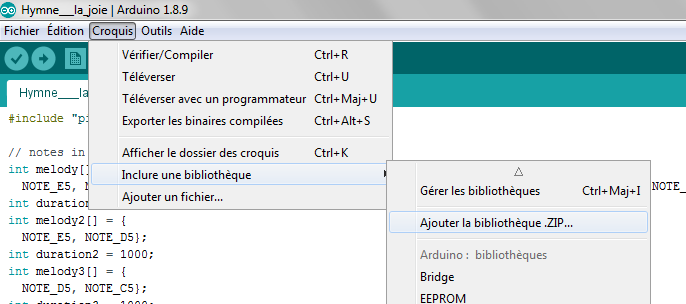 Hymne___la_joie | Arduino 1.8.9
Fichier Édition Croquis Outils Aide
Vérifier/Compiler Ctrl+R
Téléverser Ctrl+U
Téléverser avec un programmateur Ctrl+Maj+U
Exporter les binaires compilées Ctrl+Alt+S
Afficher le dossier des croquis Ctrl+K
Inclure une bibliothèque
Ajouter un fichier...
Gérer les bibliothèques Ctrl+Maj+I
Ajouter la bibliothèque .ZIP...
Arduino : bibliothèques
Bridge
EEPROM
Hymne___la
#include "pi
// notes in
int melody[]
NOTE_E5, N
NOTE_
int duration
int melody2[] = {
NOTE_E5, NOTE_D5};
int duration2 = 1000;
int melody3[] = {
NOTE_D5, NOTE_C5};
int duration3 = 1000;